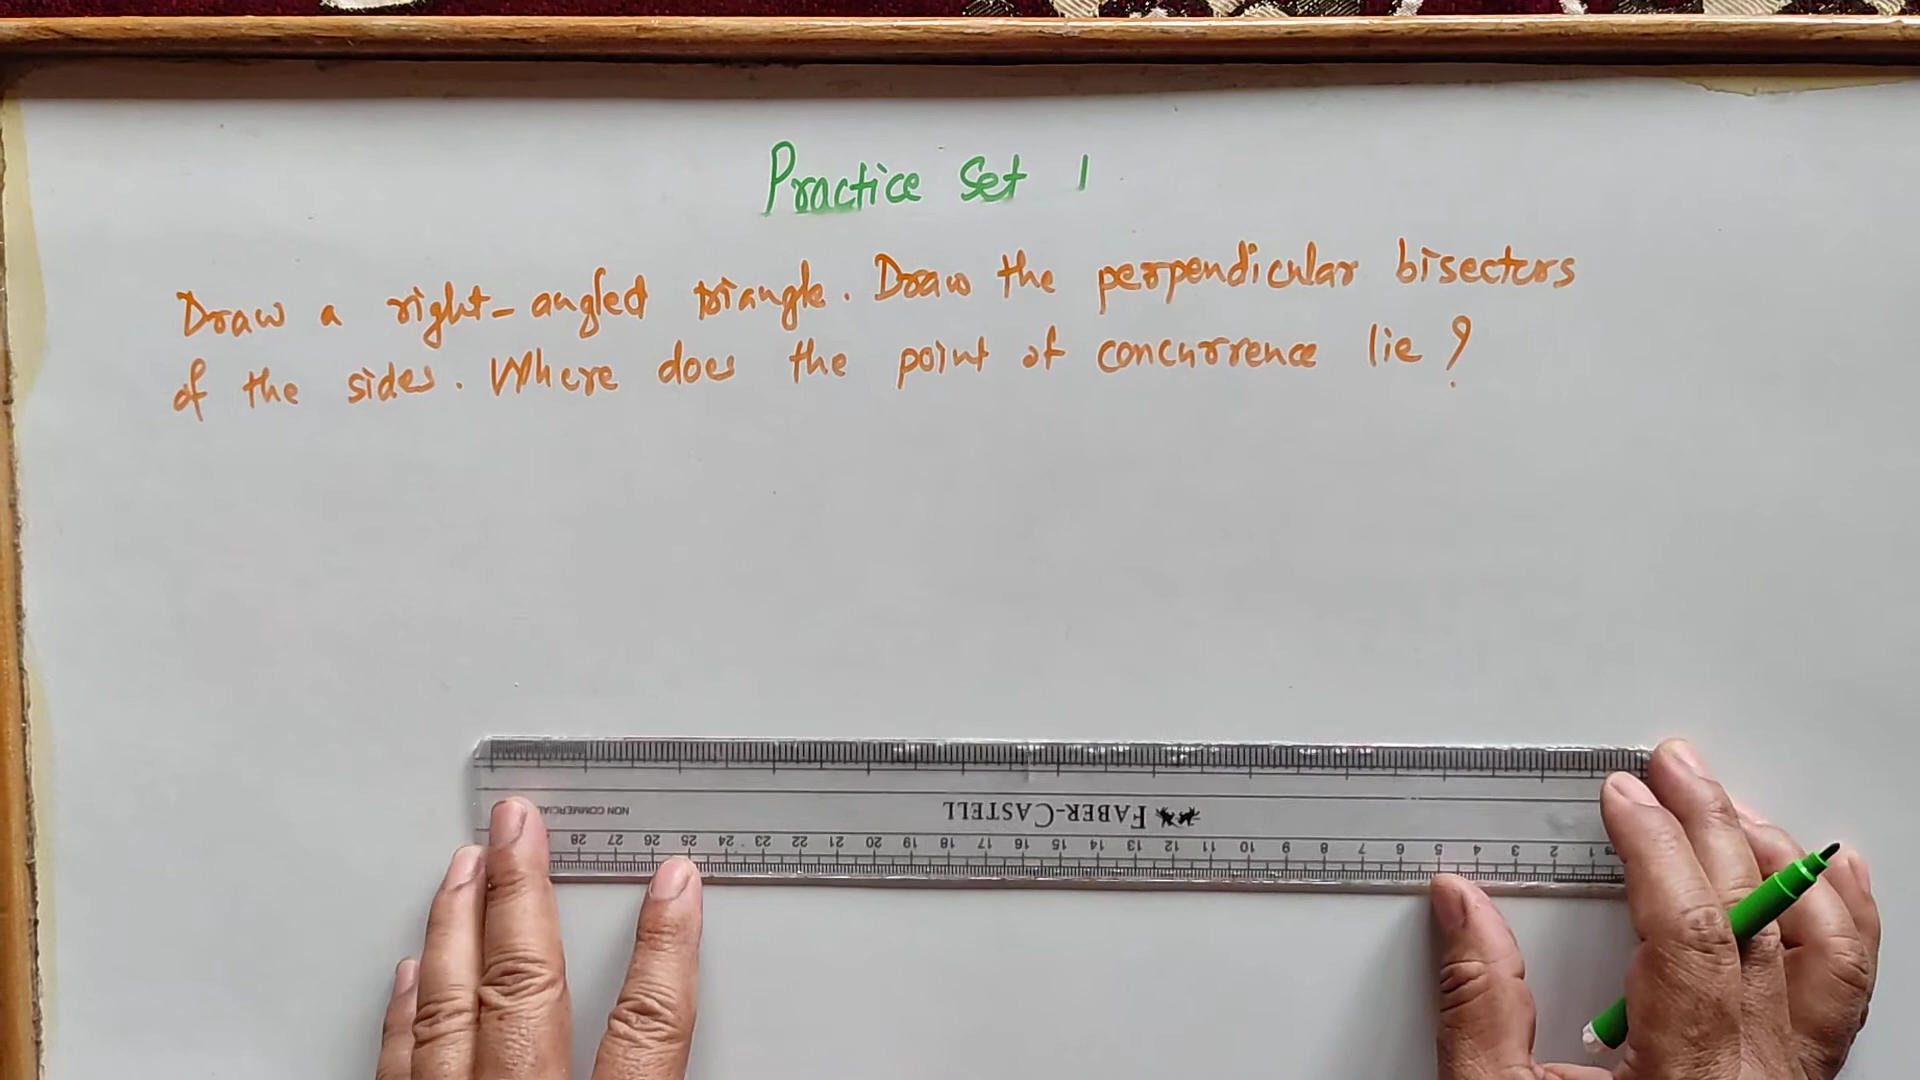 Practice Set 1
Draw a right-angled triangle. Draw the perpendicular bisectors
of the sides. Where does the point of concurrence lie?
NON COMMERCIAL
FABER-CASTELL
28 27 26 25 24 23 22 21 20 19 18 17 16 15 14 13 12 11 10 9 8 7 6 5 4 3 2 1